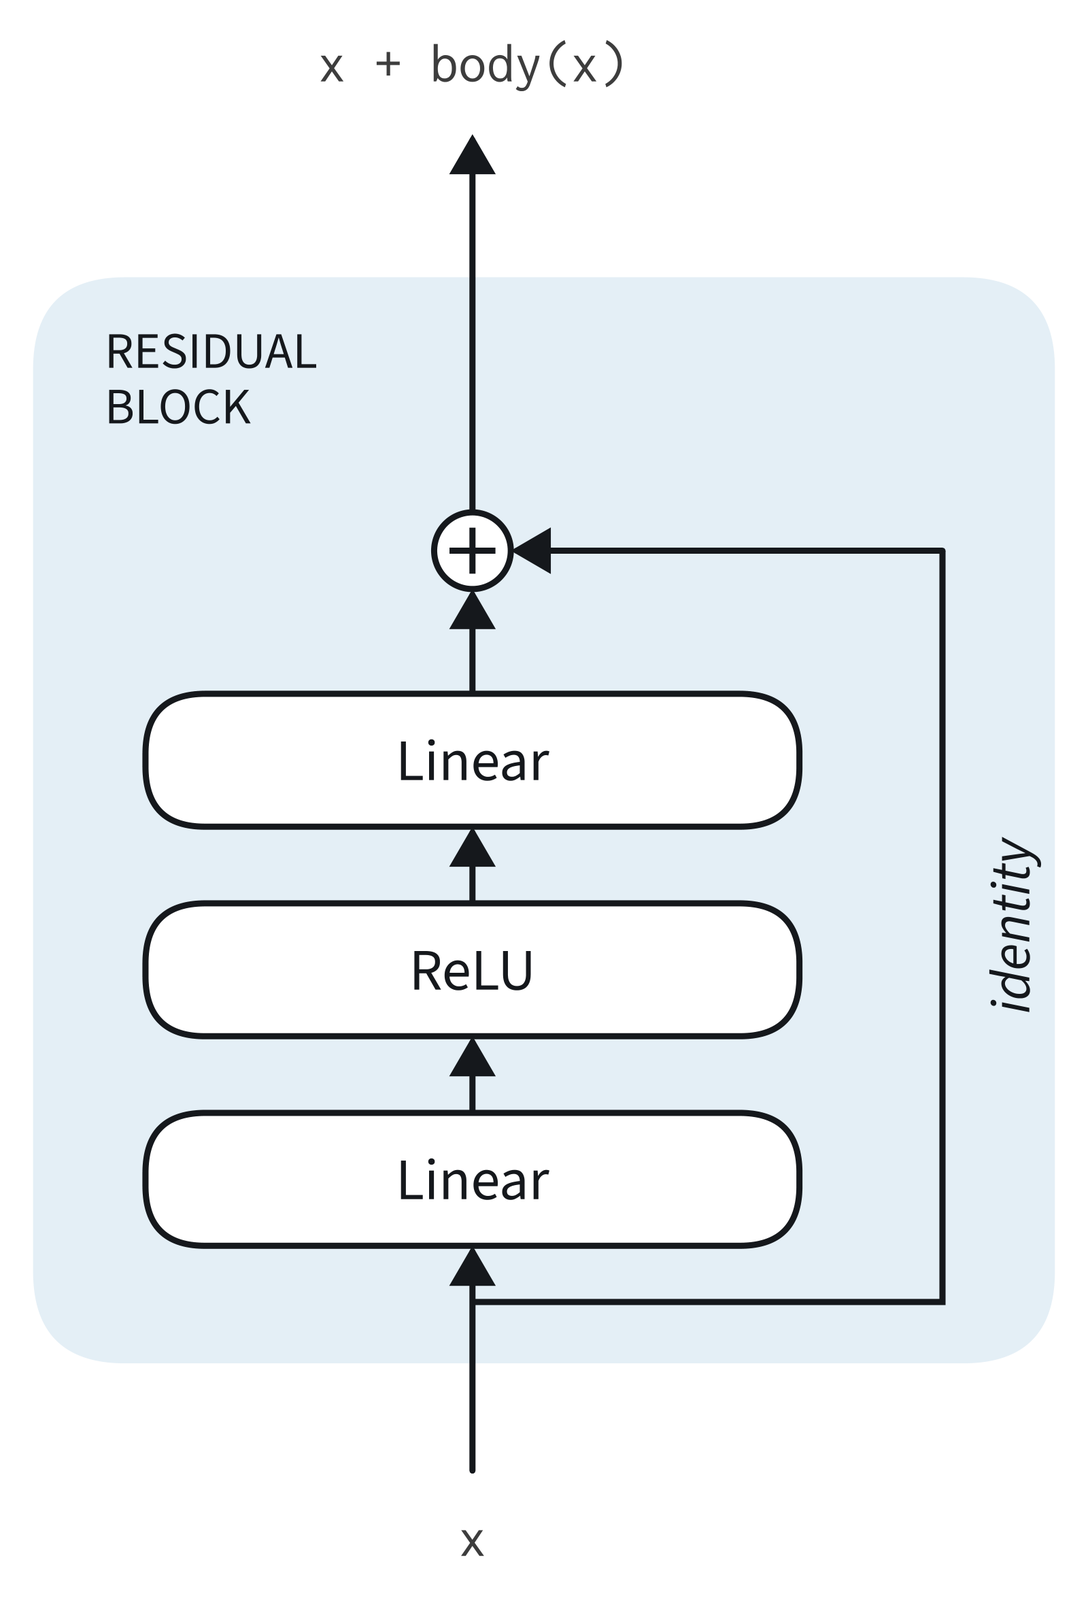 x + body(x)
RESIDUAL
BLOCK
Linear
ReLU
Linear
identity
x